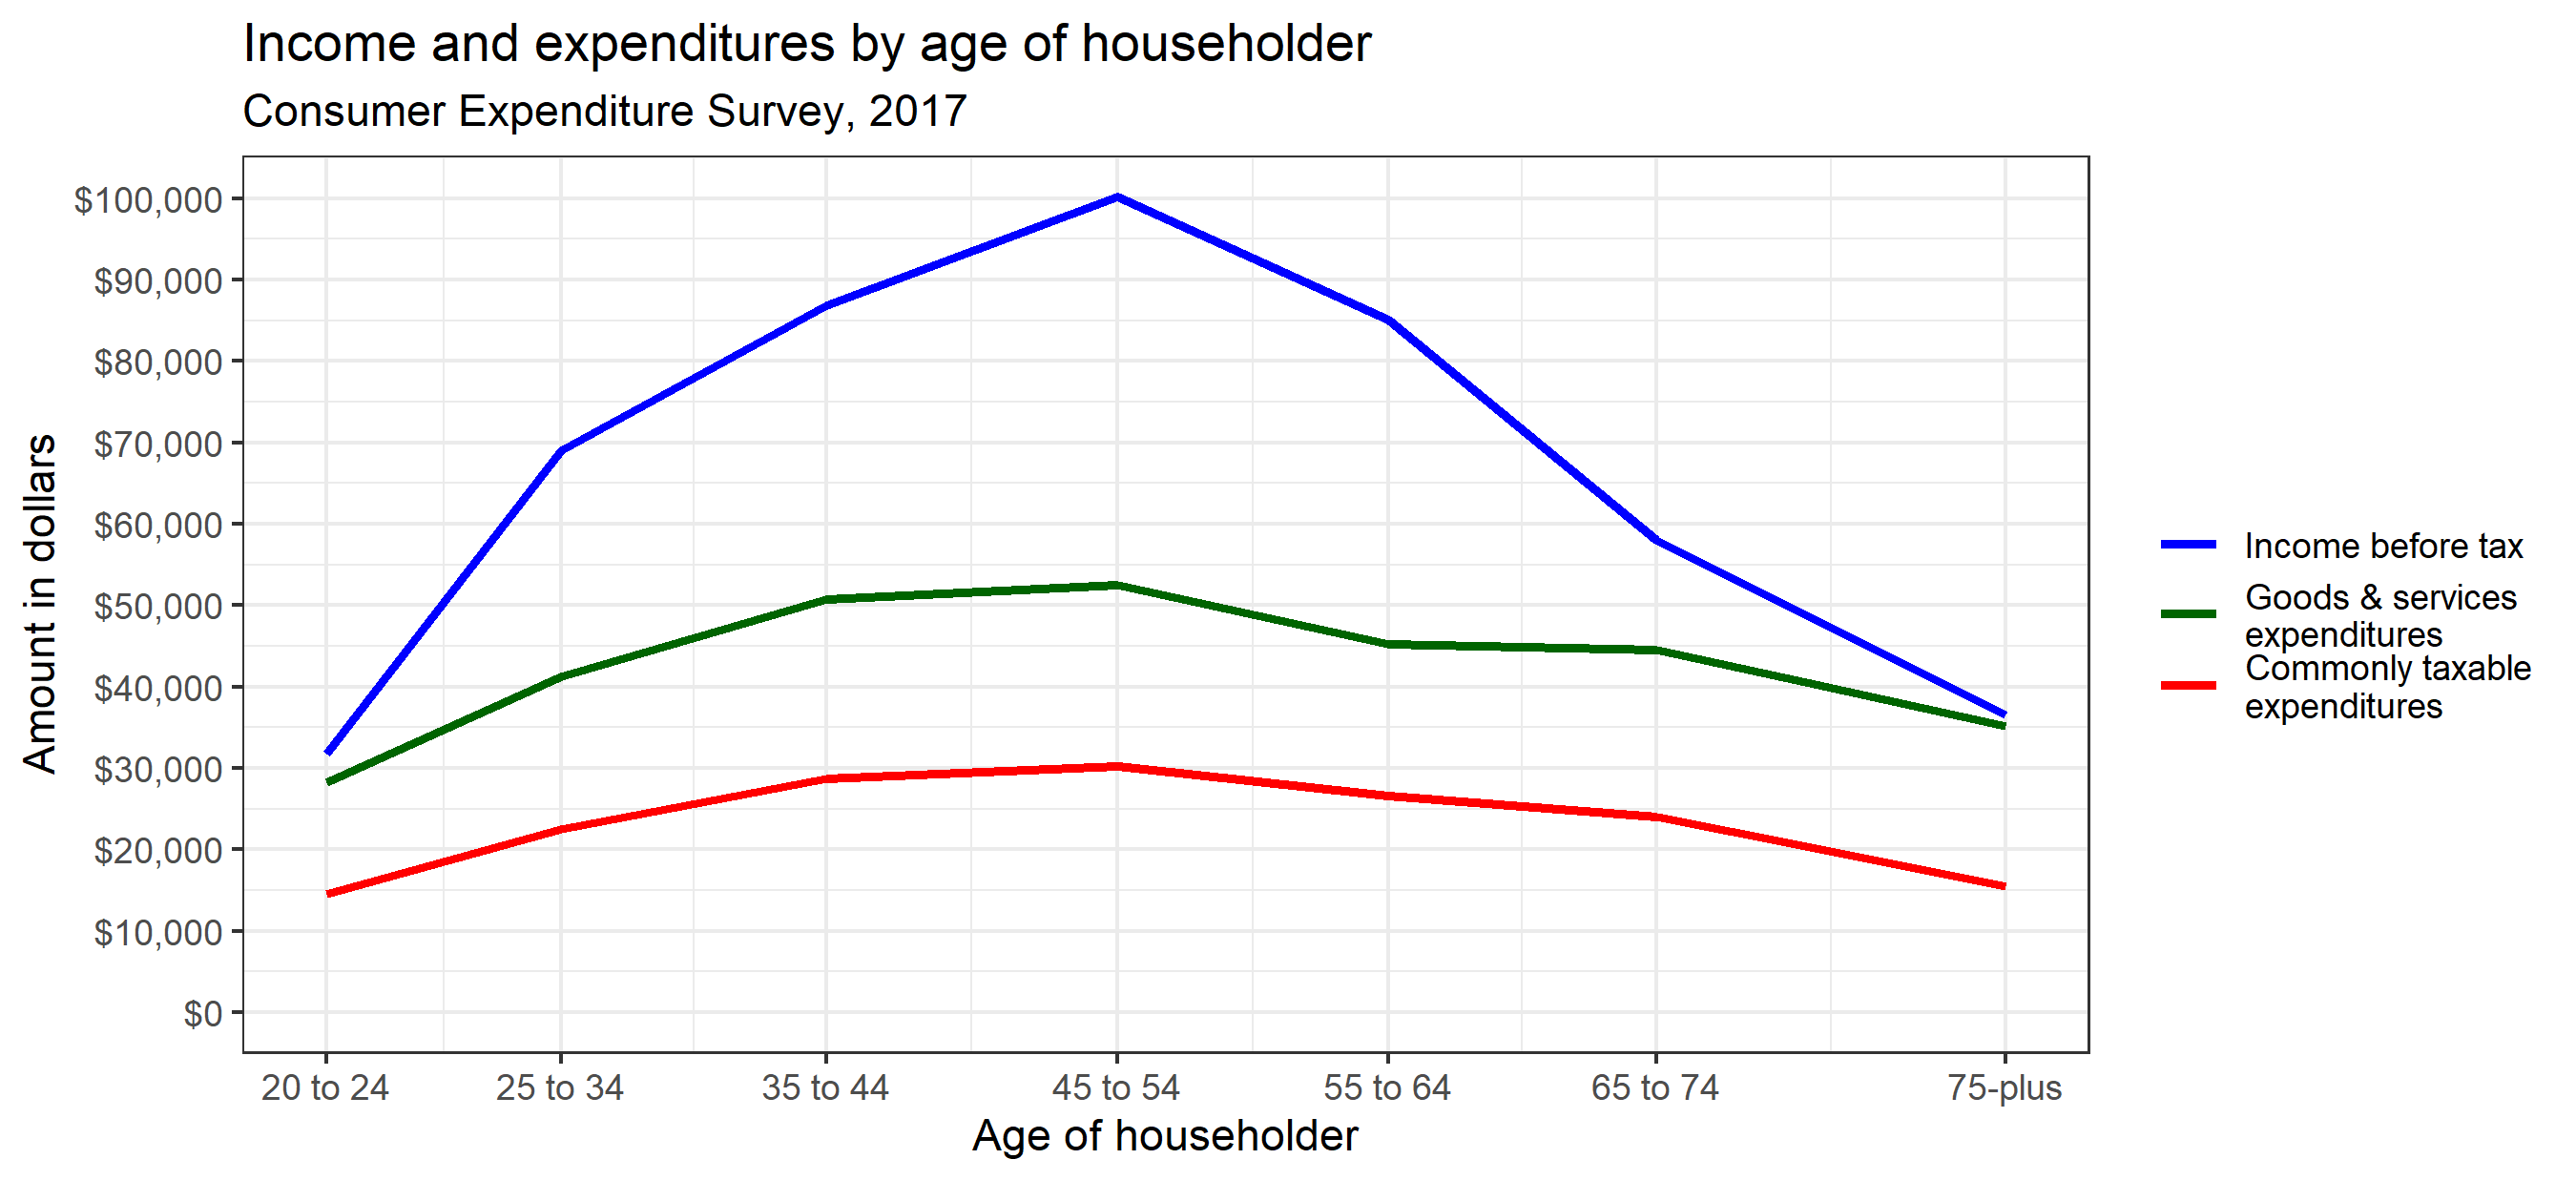 Income and expenditures by age of householder
Consumer Expenditure Survey, 2017
Amount in dollars
$100,000
$90,000
$80,000
$70,000
$60,000
$50,000
$40,000
$30,000
$20,000
$10,000
$0
20 to 24
25 to 34
35 to 44
45 to 54
55 to 64
65 to 74
75-plus
Age of householder
Income before tax
Goods & services
expenditures
Commonly taxable
expenditures